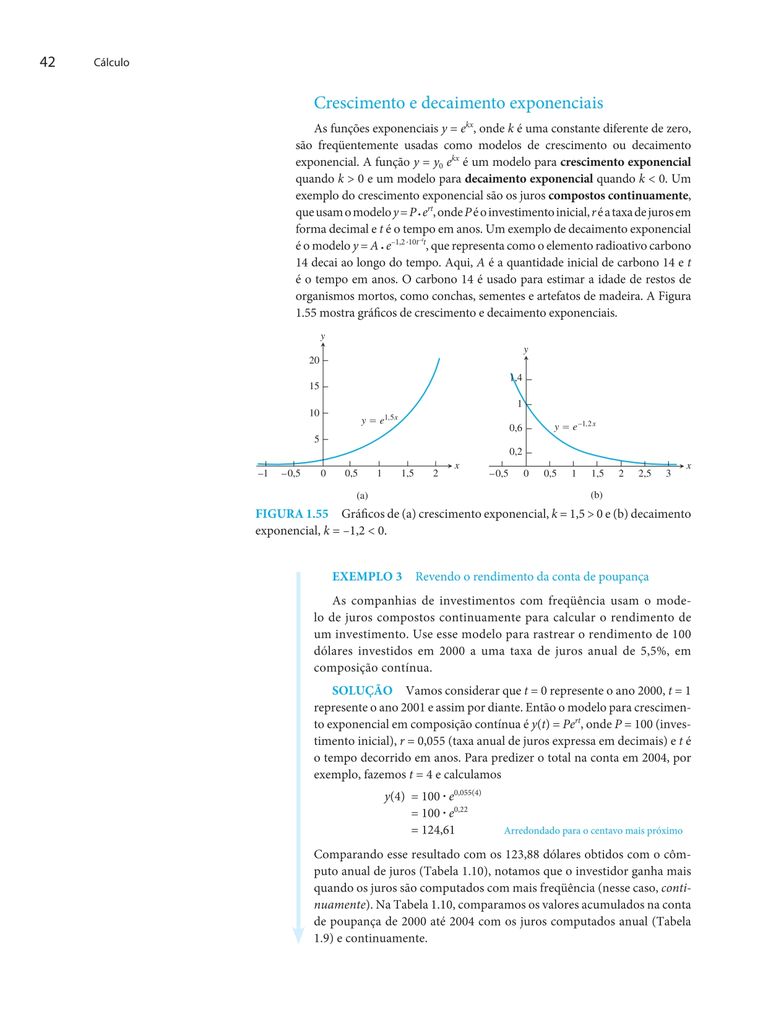 42 Cálculo
Crescimento e decaimento exponenciais
As funções exponenciais y = e^kx, onde k é uma constante diferente de zero,
são freqüentemente usadas como modelos de crescimento ou decaimento
exponencial. A função y = y₀ e^kx é um modelo para crescimento exponencial
quando k > 0 e um modelo para decaimento exponencial quando k < 0. Um
exemplo do crescimento exponencial são os juros compostos continuamente,
que usam o modelo y = P · e^rt, onde P é o investimento inicial, r é a taxa de juros em
forma decimal e t é o tempo em anos. Um exemplo de decaimento exponencial
é o modelo y = A · e^–1,2 · 10^–4 t, que representa como o elemento radioativo carbono
14 decai ao longo do tempo. Aqui, A é a quantidade inicial de carbono 14 e t
é o tempo em anos. O carbono 14 é usado para estimar a idade de restos de
organismos mortos, como conchas, sementes e artefatos de madeira. A Figura
1.55 mostra gráficos de crescimento e decaimento exponenciais.
y
20
15
10
5
y = e^1,5x
–1 –0,5 0 0,5 1 1,5 2 x
(a)
y
1,4
1
0,6
0,2
y = e^–1,2x
–0,5 0 0,5 1 1,5 2 2,5 3 x
(b)
FIGURA 1.55 Gráficos de (a) crescimento exponencial, k = 1,5 > 0 e (b) decaimento
exponencial, k = –1,2 < 0.
EXEMPLO 3 Revendo o rendimento da conta de poupança
As companhias de investimentos com freqüência usam o mode-
lo de juros compostos continuamente para calcular o rendimento de
um investimento. Use esse modelo para rastrear o rendimento de 100
dólares investidos em 2000 a uma taxa de juros anual de 5,5%, em
composição contínua.
SOLUÇÃO Vamos considerar que t = 0 represente o ano 2000, t = 1
represente o ano 2001 e assim por diante. Então o modelo para crescimen-
to exponencial em composição contínua é y(t) = Pe^rt, onde P = 100 (inves-
timento inicial), r = 0,055 (taxa anual de juros expressa em decimais) e t é
o tempo decorrido em anos. Para predizer o total na conta em 2004, por
exemplo, fazemos t = 4 e calculamos
y(4) = 100 · e^0,055(4)
= 100 · e^0,22
= 124,61 Arredondado para o centavo mais próximo
Comparando esse resultado com os 123,88 dólares obtidos com o côm-
puto anual de juros (Tabela 1.10), notamos que o investidor ganha mais
quando os juros são computados com mais freqüência (nesse caso, conti-
nuamente). Na Tabela 1.10, comparamos os valores acumulados na conta
de poupança de 2000 até 2004 com os juros computados anual (Tabela
1.9) e continuamente.